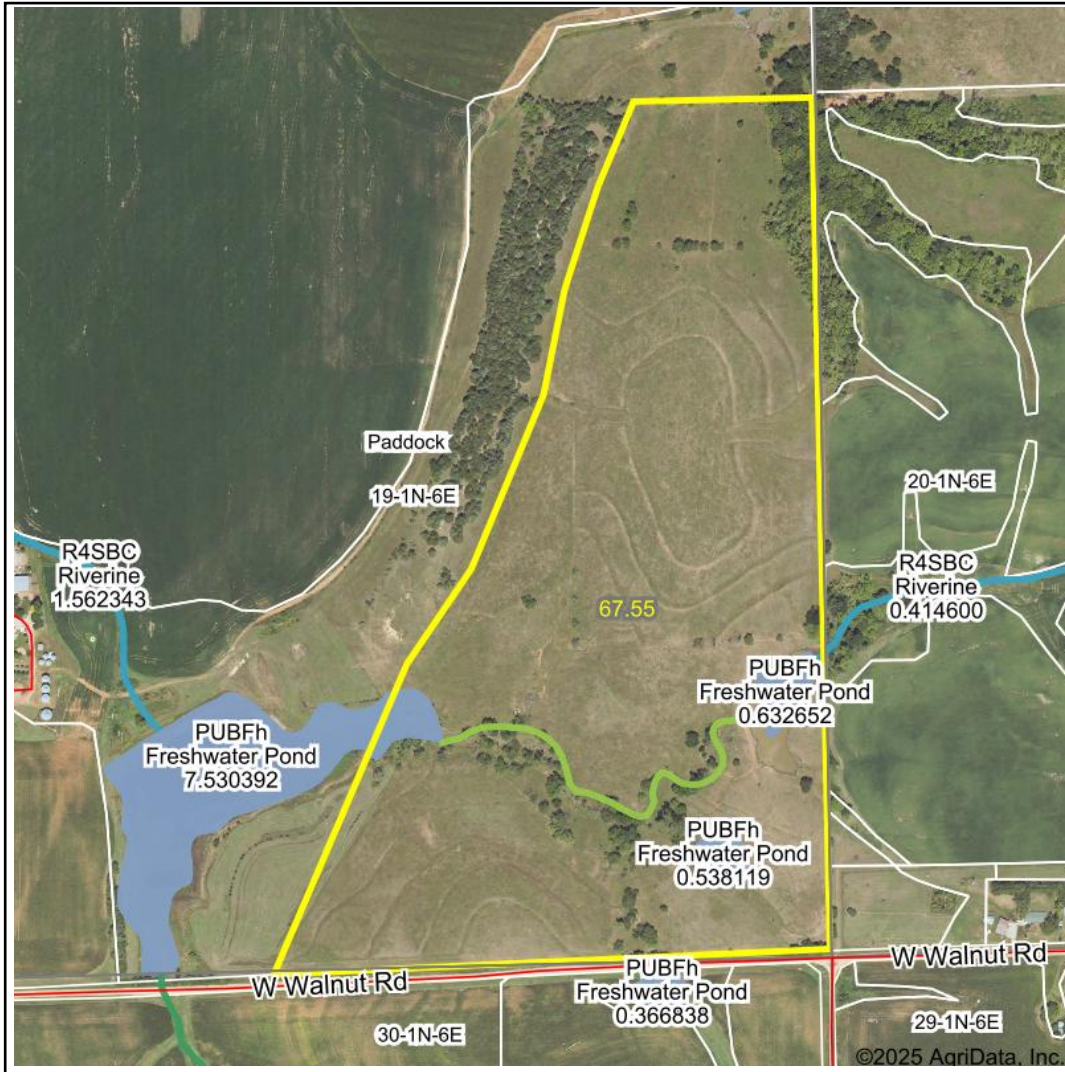 Paddock
19-1N-6E
20-1N-6E
R4SBC
Riverine
1.562343
R4SBC
Riverine
0.414600
67.55
PUBFh
Freshwater Pond
0.632652
PUBFh
Freshwater Pond
7.530392
PUBFh
Freshwater Pond
0.538119
W Walnut Rd
W Walnut Rd
PUBFh
Freshwater Pond
0.366838
30-1N-6E
29-1N-6E
©2025 AgriData, Inc.